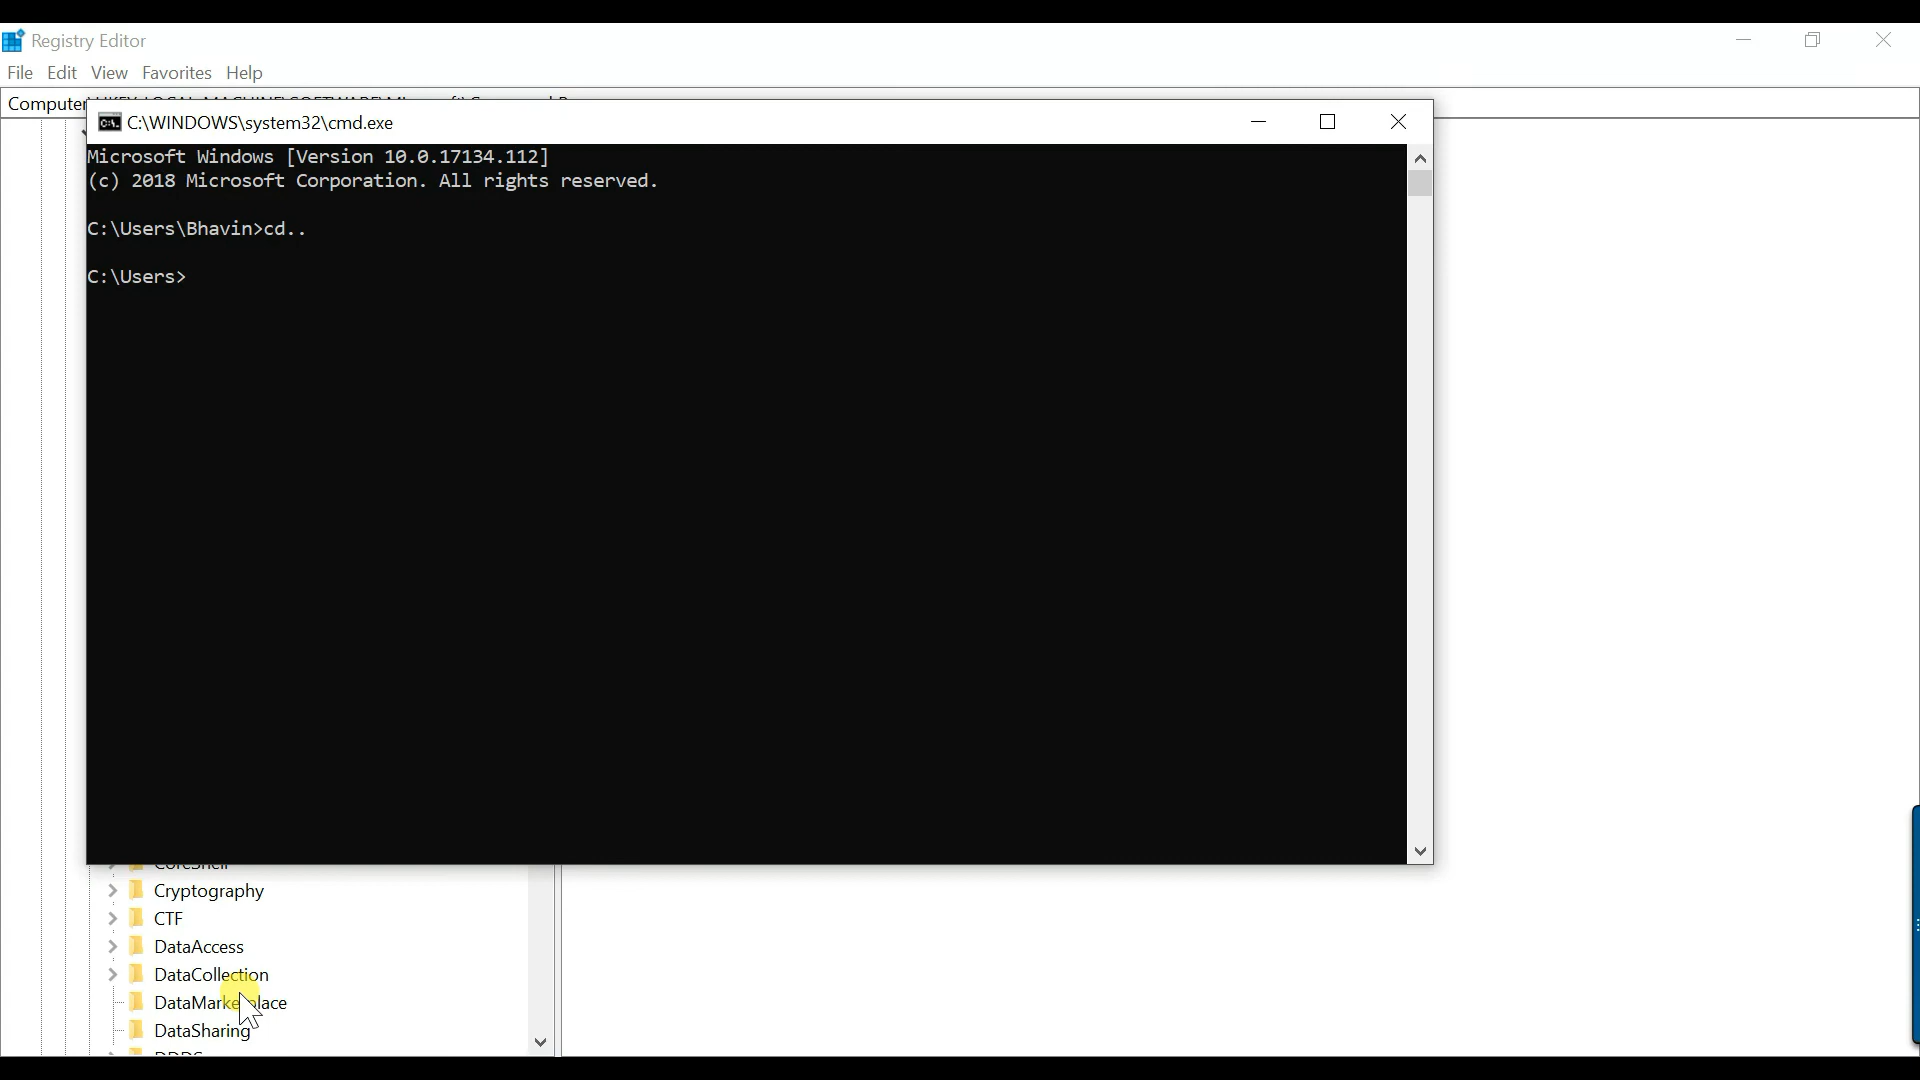 Registry Editor
File Edit View Favorites Help
Computer
C:\WINDOWS\system32\cmd.exe
Microsoft Windows [Version 10.0.17134.112]
(c) 2018 Microsoft Corporation. All rights reserved.
C:\Users\Bhavin>cd..
C:\Users>
Cryptography
CTF
DataAccess
DataCollection
DataMarketplace
DataSharing